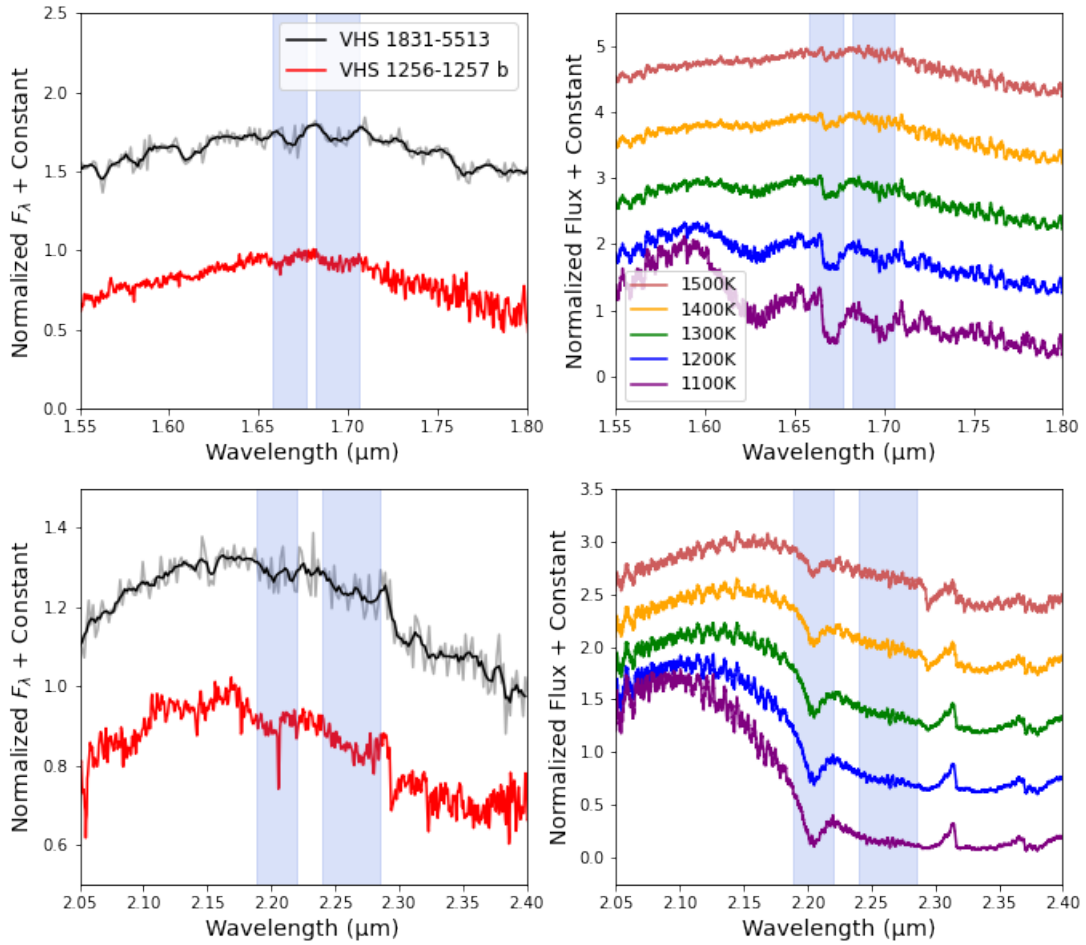 2.5
2.0
1.5
1.0
0.5
0.0
Normalized Fλ + Constant
VHS 1831-5513
VHS 1256-1257 b
1.55 1.60 1.65 1.70 1.75 1.80
Wavelength (μm)
5
4
3
2
1
0
Normalized Flux + Constant
1500K
1400K
1300K
1200K
1100K
1.55 1.60 1.65 1.70 1.75 1.80
Wavelength (μm)
1.4
1.2
1.0
0.8
0.6
Normalized Fλ + Constant
2.05 2.10 2.15 2.20 2.25 2.30 2.35 2.40
Wavelength (μm)
3.5
3.0
2.5
2.0
1.5
1.0
0.5
0.0
Normalized Flux + Constant
2.05 2.10 2.15 2.20 2.25 2.30 2.35 2.40
Wavelength (μm)